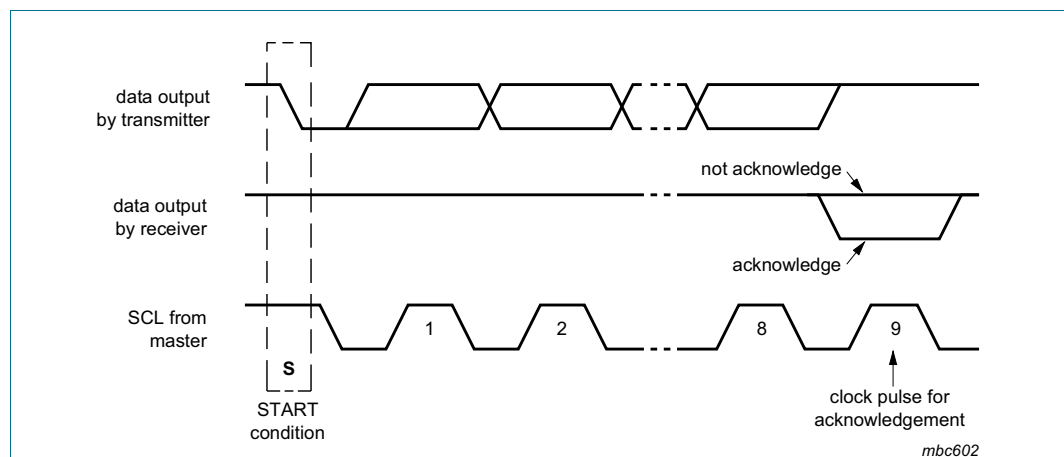 data output
by transmitter
not acknowledge
data output
by receiver
acknowledge
SCL from
master
1
2
8
9
S
START
condition
clock pulse for
acknowledgement
mbc602